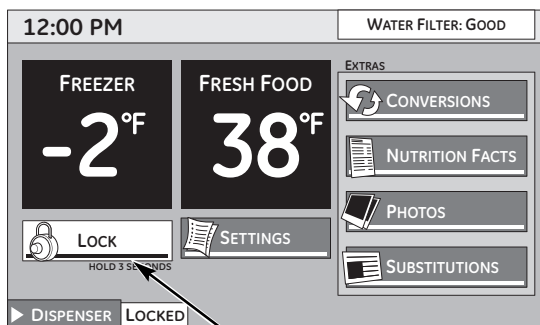 12:00 PM
WATER FILTER: GOOD
FREEZER
-2°F
FRESH FOOD
38°F
EXTRAS
CONVERSIONS
NUTRITION FACTS
PHOTOS
SUBSTITUTIONS
LOCK
HOLD 3 SECONDS
SETTINGS
DISPENSER LOCKED